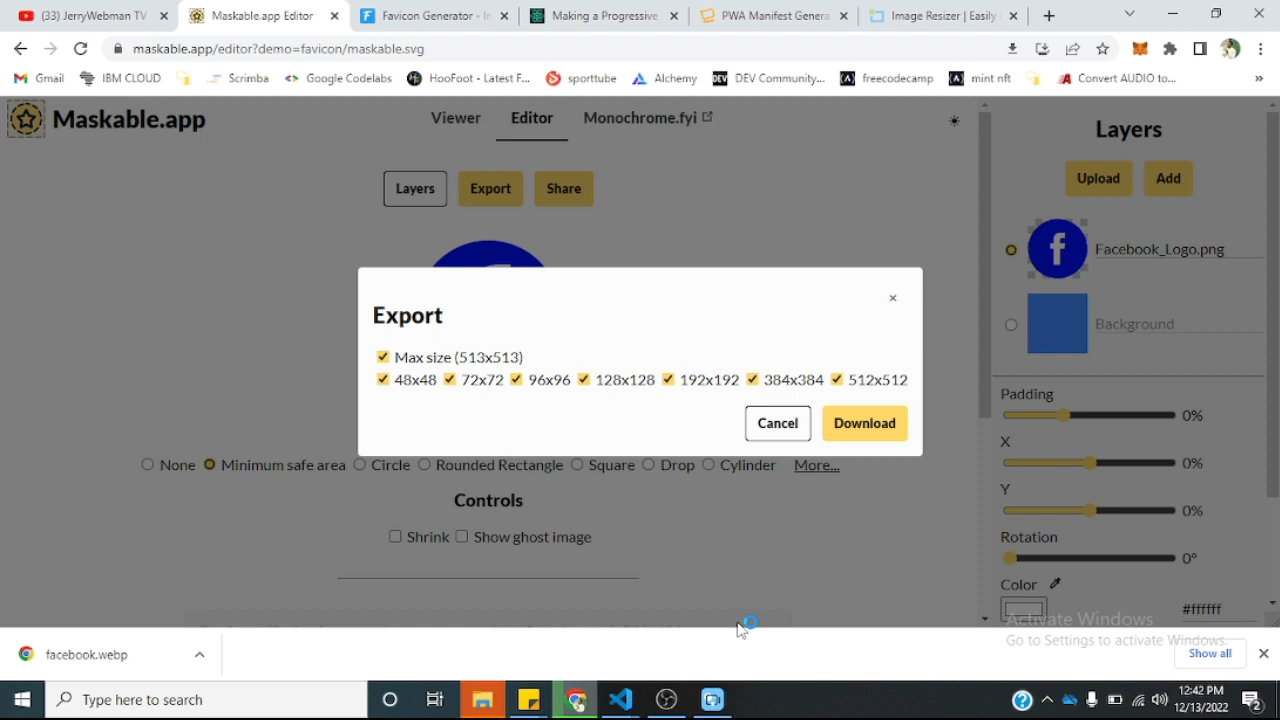 (33) JerryWebman TV
Maskable.app Editor
Favicon Generator - In
Making a Progressive
PWA Manifest Genera
Image Resizer | Easily
maskable.app/editor?demo=favicon/maskable.svg
Gmail
IBM CLOUD
Scrimba
Google Codelabs
HooFoot - Latest F...
sporttube
Alchemy
DEV Community...
freecodecamp
mint nft
Convert AUDIO to...
Maskable.app
Viewer
Editor
Monochrome.fyi
Layers
Export
Share
Layers
Upload
Add
Facebook_Logo.png
Background
Export
Max size (513x513)
48x48 72x72 96x96 128x128 192x192 384x384 512x512
Cancel
Download
None Minimum safe area Circle Rounded Rectangle Square Drop Cylinder More...
Controls
Shrink Show ghost image
Padding
0%
X
0%
Y
0%
Rotation
0°
Color
#ffffff
Activate Windows
Go to Settings to activate Windows.
facebook.webp
Show all
Type here to search
12:42 PM
12/13/2022
2